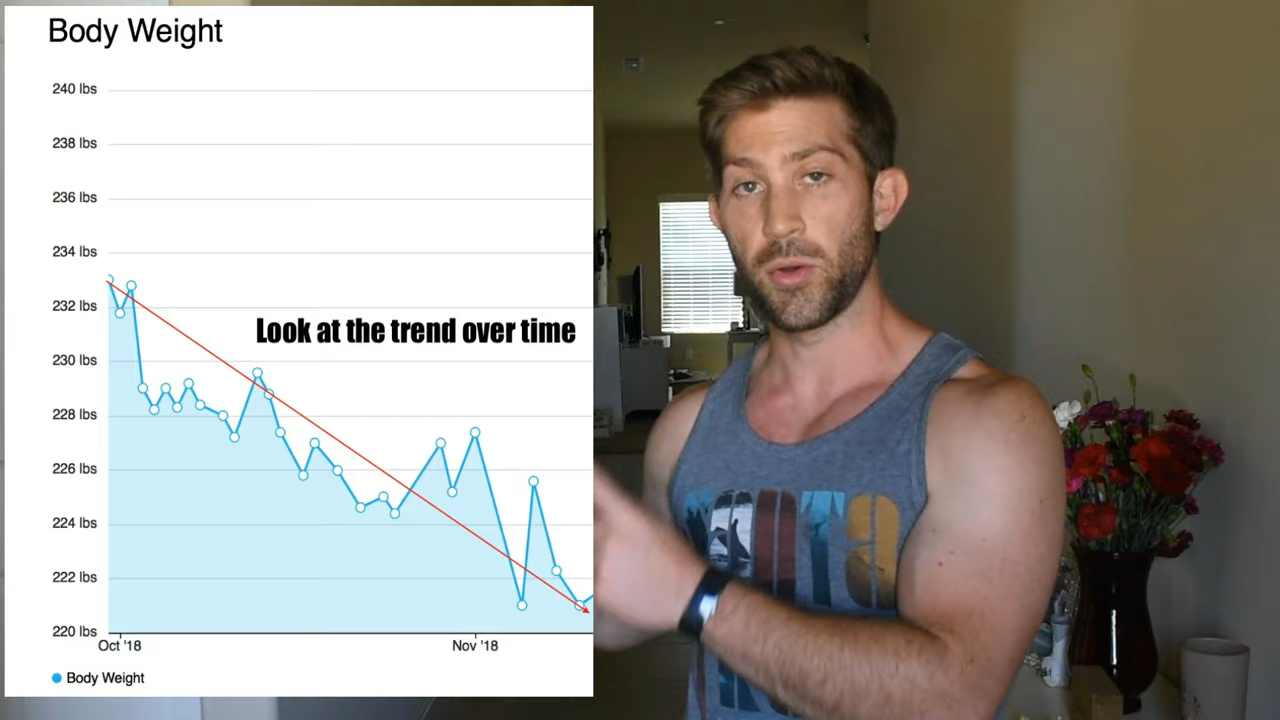 Body Weight
240 lbs
238 lbs
236 lbs
234 lbs
232 lbs
Look at the trend over time
230 lbs
228 lbs
226 lbs
224 lbs
222 lbs
220 lbs
Oct '18
Nov '18
Body Weight